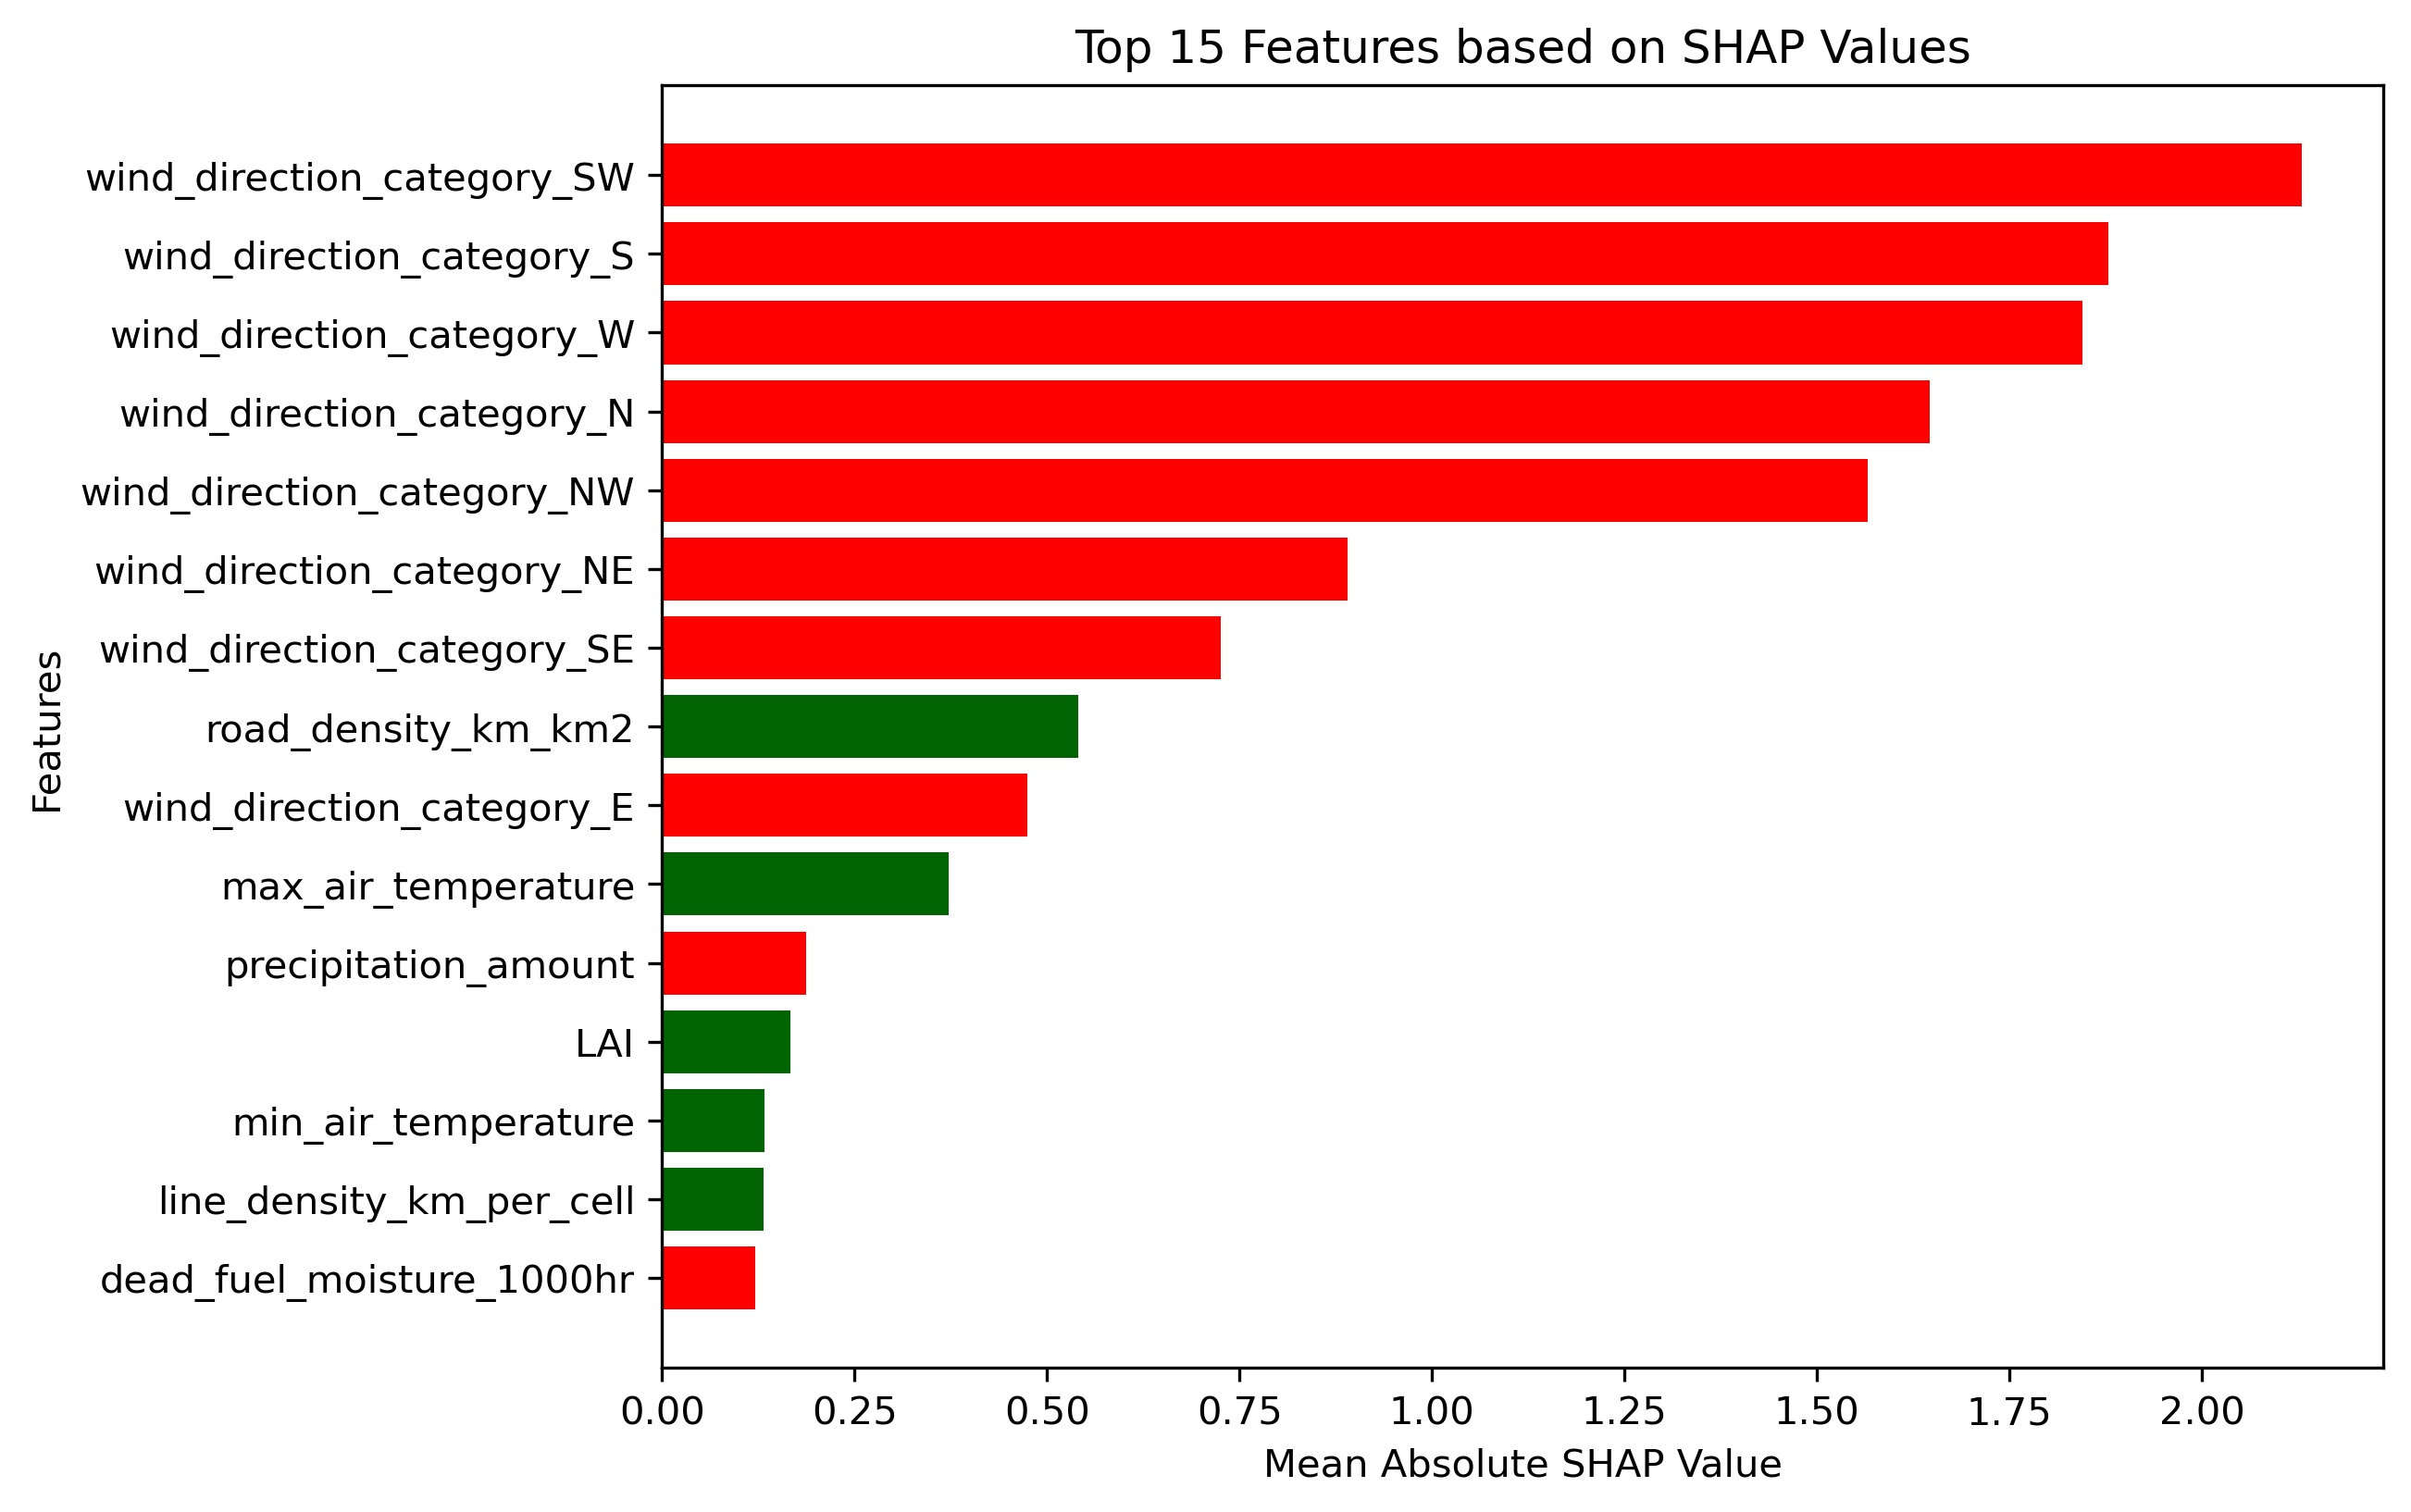 Top 15 Features based on SHAP Values
wind_direction_category_SW
wind_direction_category_S
wind_direction_category_W
wind_direction_category_N
wind_direction_category_NW
wind_direction_category_NE
wind_direction_category_SE
road_density_km_km2
wind_direction_category_E
max_air_temperature
precipitation_amount
LAI
min_air_temperature
line_density_km_per_cell
dead_fuel_moisture_1000hr
Features
0.00 0.25 0.50 0.75 1.00 1.25 1.50 1.75 2.00
Mean Absolute SHAP Value